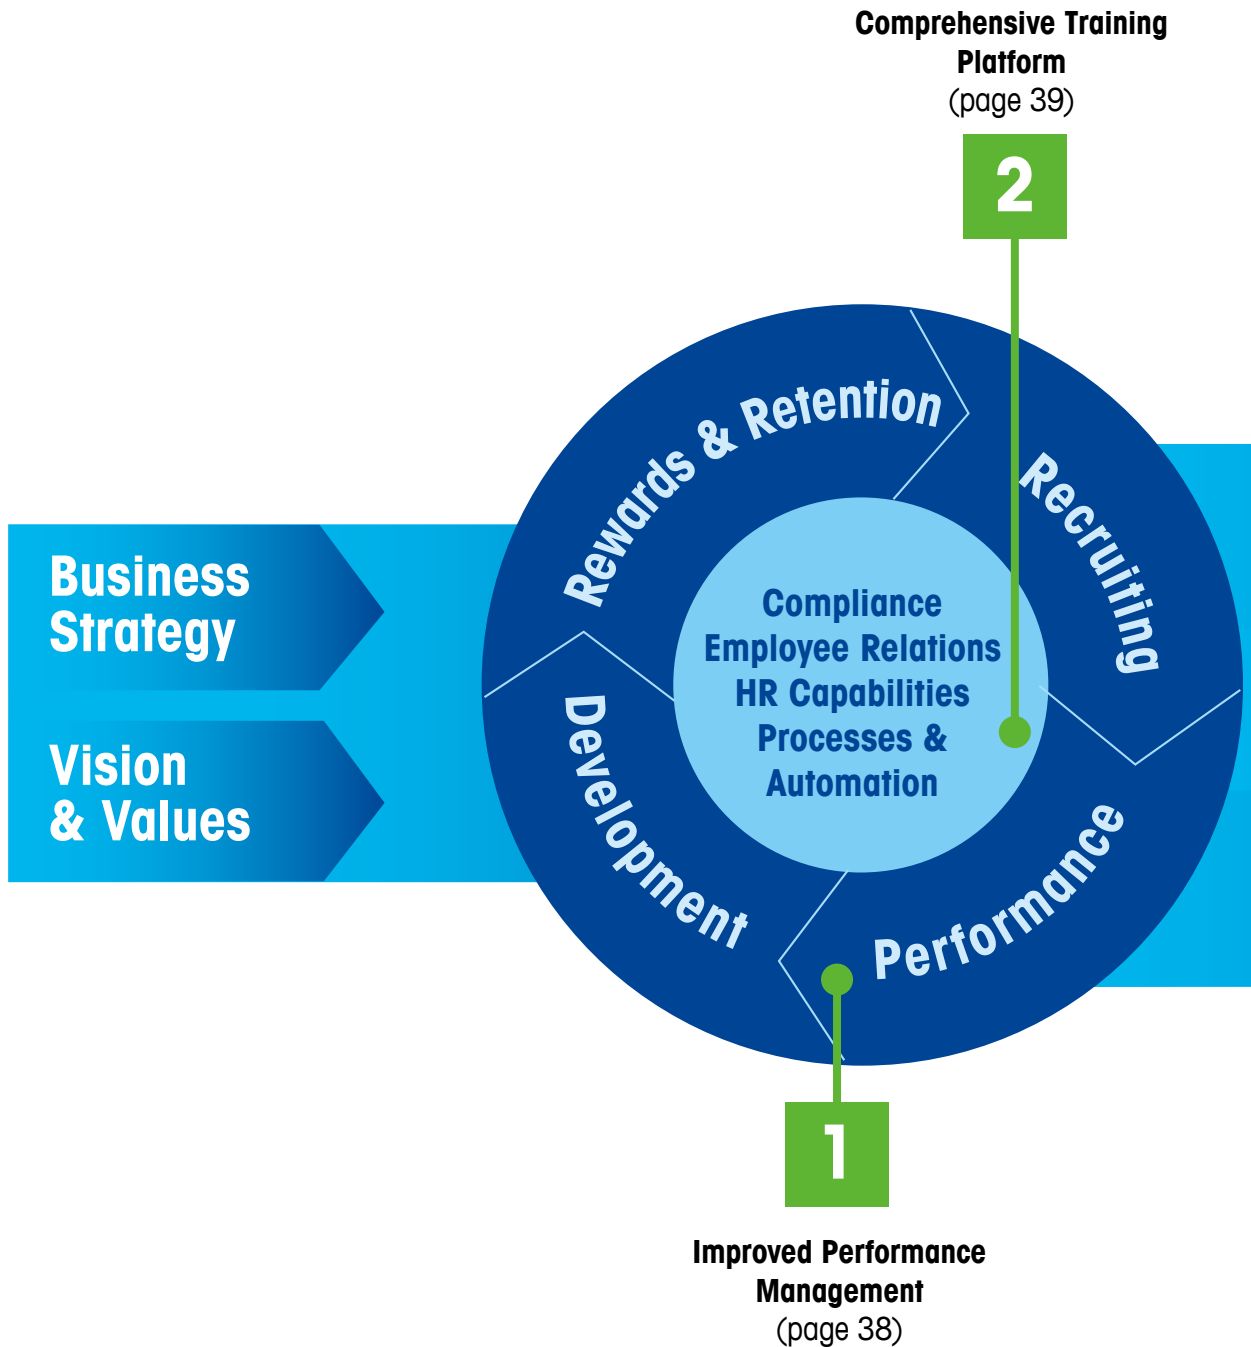 Comprehensive Training
Platform
(page 39)
2
Rewards & Retention
Recruiting
Business
Strategy
Compliance
Employee Relations
HR Capabilities
Processes &
Automation
Vision
& Values
Development
Performance
1
Improved Performance
Management
(page 38)